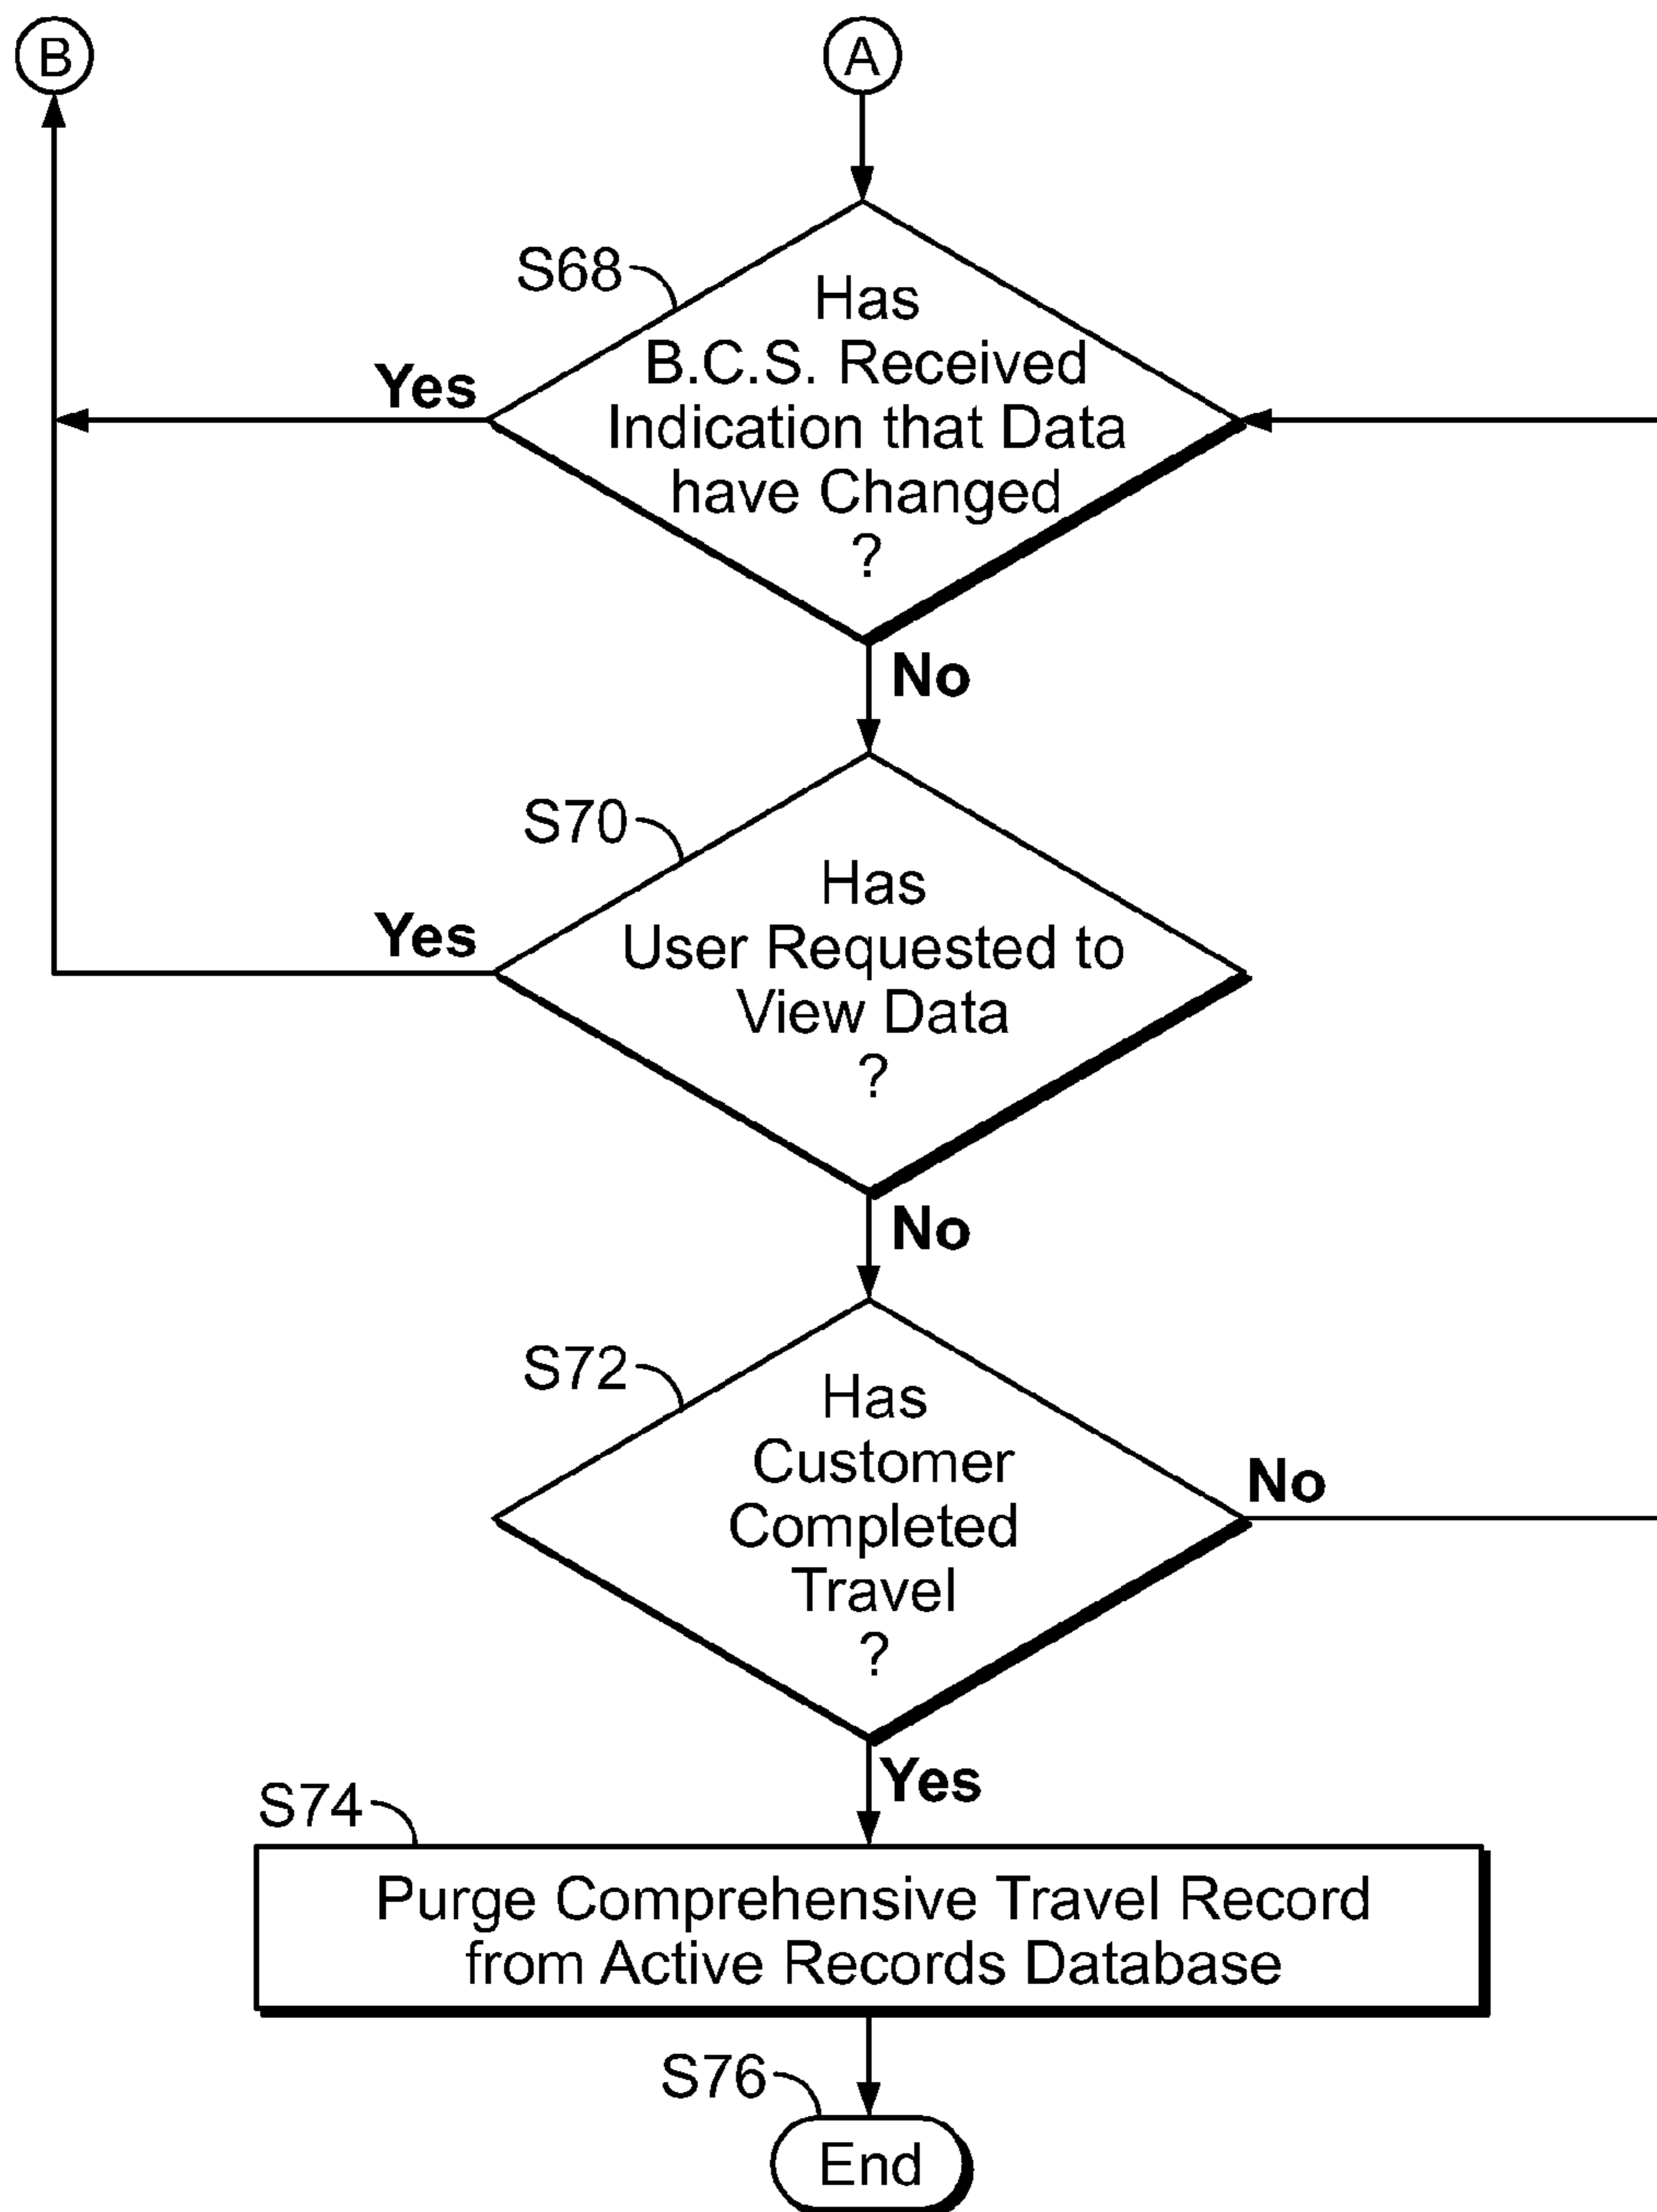 B
A
S68
Has
B.C.S. Received
Indication that Data
have Changed
?
Yes
No
S70
Has
User Requested to
View Data
?
Yes
No
S72
Has
Customer
Completed
Travel
?
No
Yes
S74
Purge Comprehensive Travel Record
from Active Records Database
S76
End